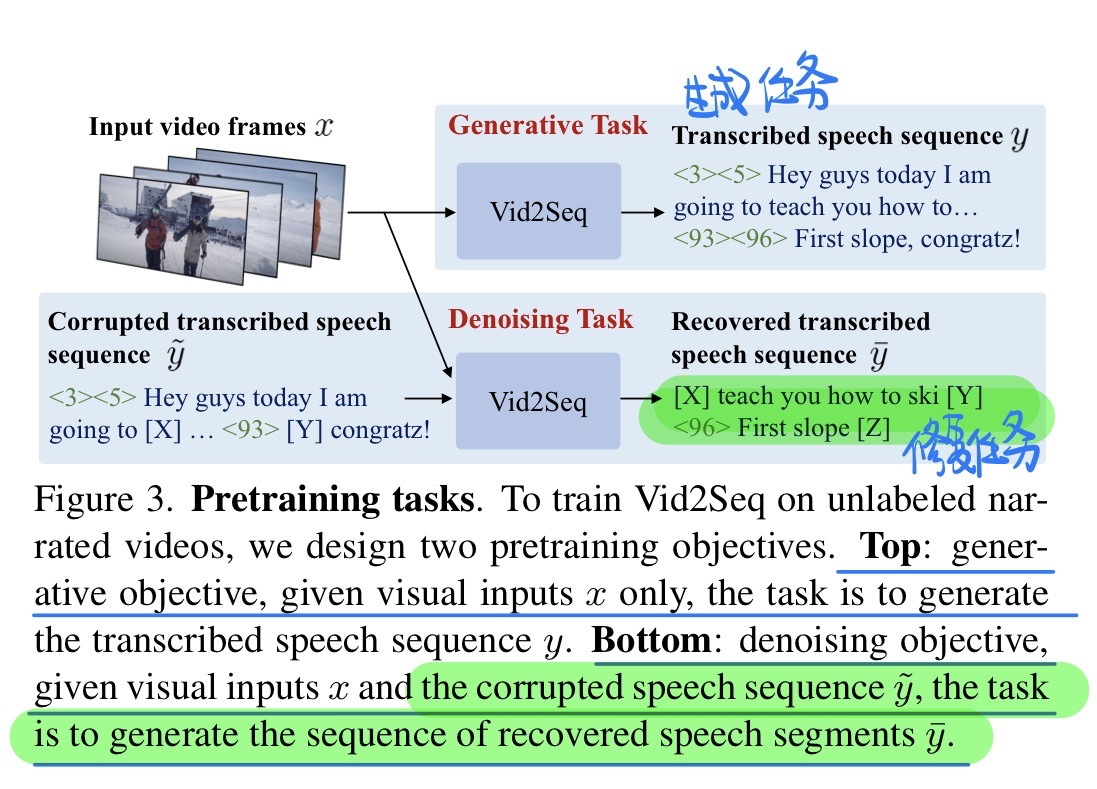 生成任务
Input video frames x
Generative Task
Vid2Seq
Transcribed speech sequence y
<3><5> Hey guys today I am
going to teach you how to…
<93><96> First slope, congratz!
Corrupted transcribed speech
sequence ỹ
<3><5> Hey guys today I am
going to [X] … <93> [Y] congratz!
Denoising Task
Vid2Seq
Recovered transcribed
speech sequence ȳ
[X] teach you how to ski [Y]
<96> First slope [Z]
修复任务
Figure 3. Pretraining tasks. To train Vid2Seq on unlabeled nar-
rated videos, we design two pretraining objectives. Top: gener-
ative objective, given visual inputs x only, the task is to generate
the transcribed speech sequence y. Bottom: denoising objective,
given visual inputs x and the corrupted speech sequence ỹ, the task
is to generate the sequence of recovered speech segments ȳ.